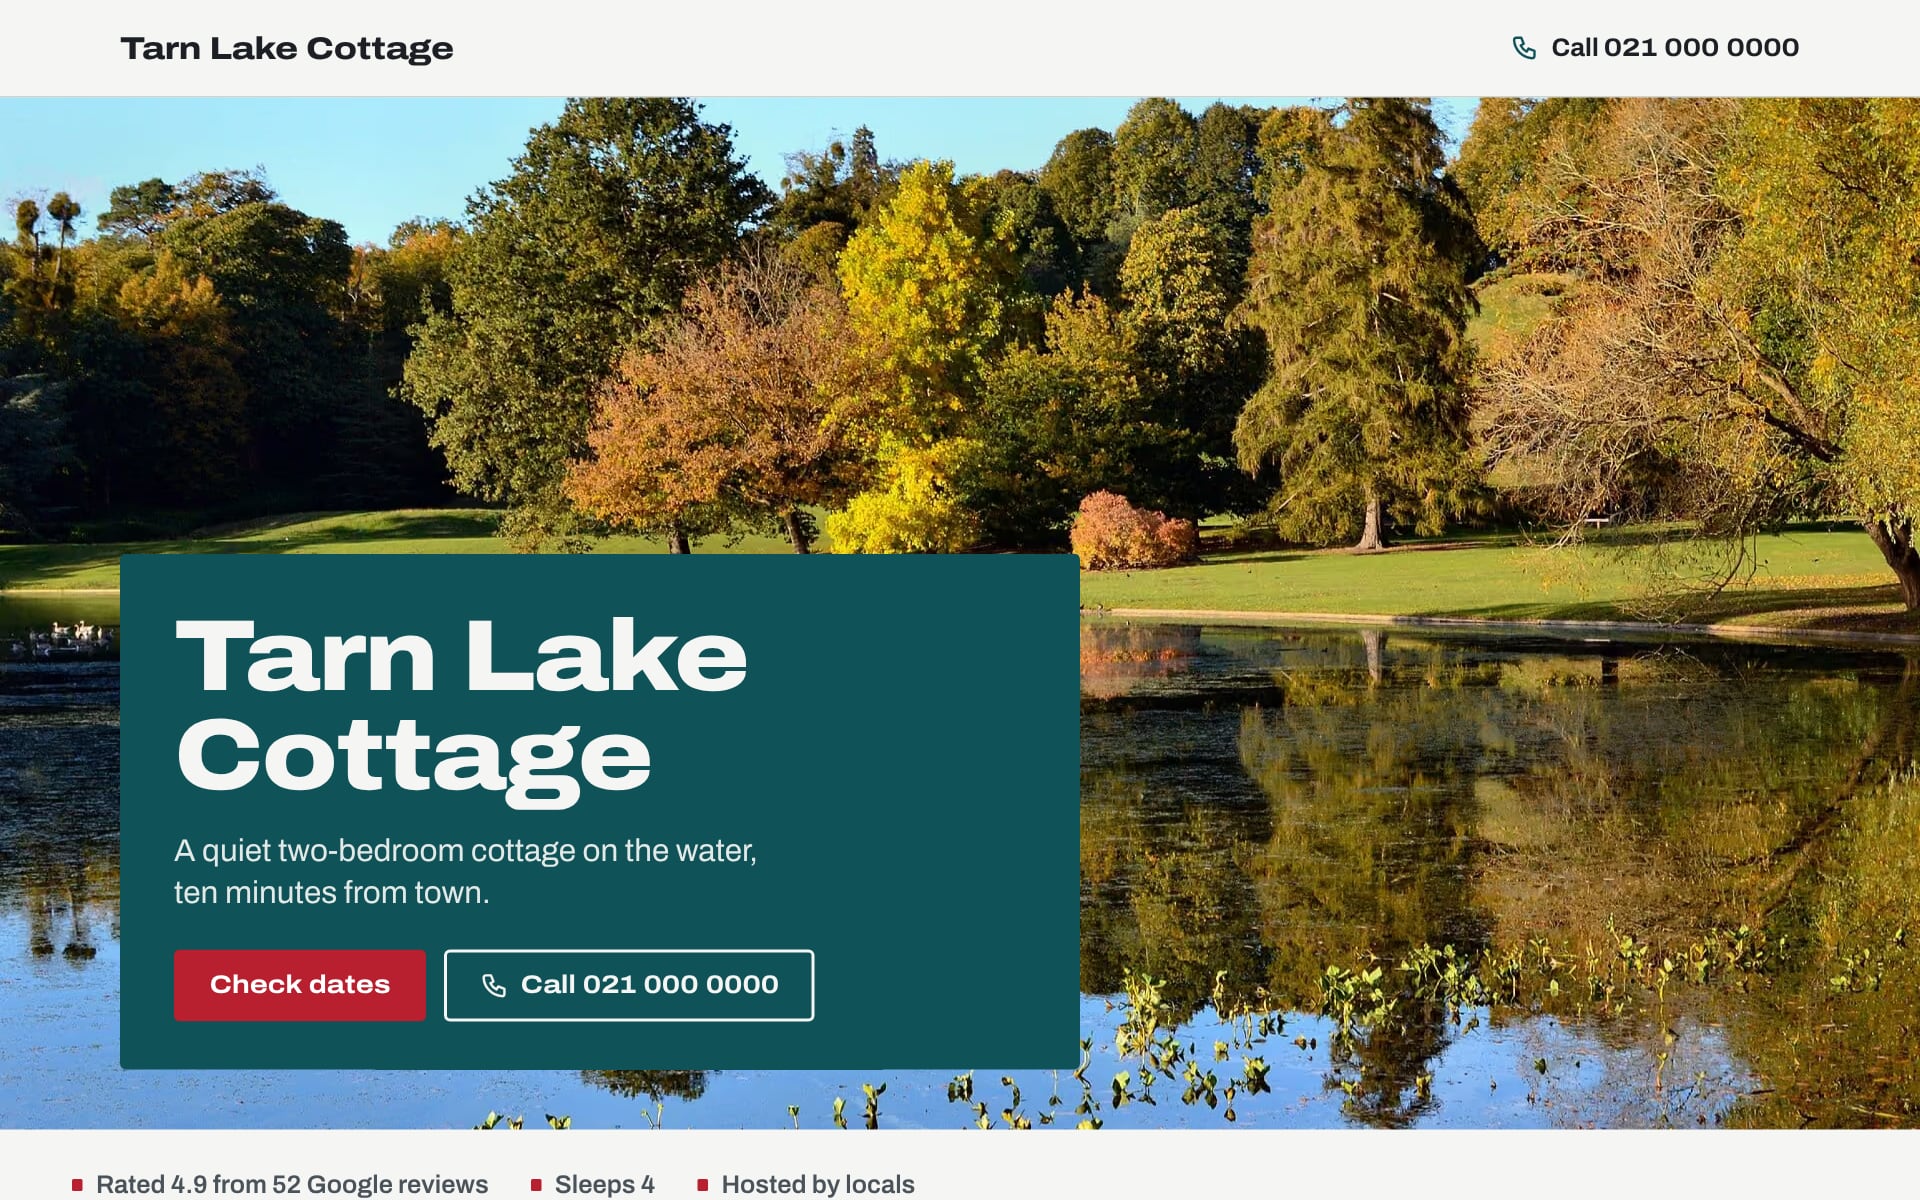 Tarn Lake Cottage
Call 021 000 0000
Tarn Lake
Cottage
A quiet two-bedroom cottage on the water,
ten minutes from town.
Check dates
Call 021 000 0000
Rated 4.9 from 52 Google reviews
Sleeps 4
Hosted by locals